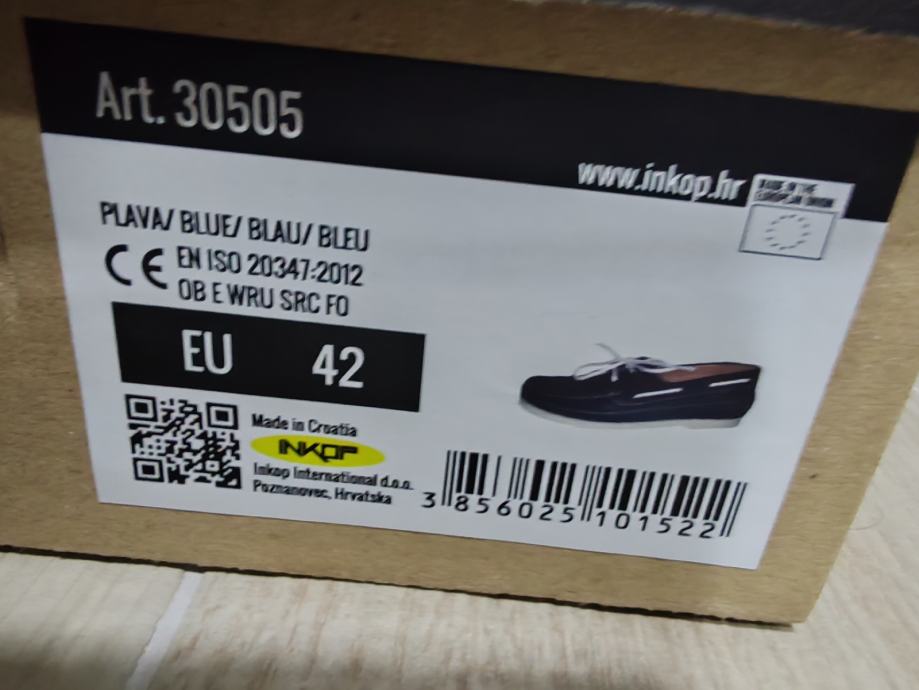 Art. 30505
www.inkop.hr
MADE IN THE
EUROPEAN UNION
PLAVA/ BLUE/ BLAU/ BLEU
CE EN ISO 20347:2012
OB E WRU SRC FO
EU 42
Made in Croatia
INKOP
Inkop International d.o.o.
Poznanovec, Hrvatska
3 856025 101522